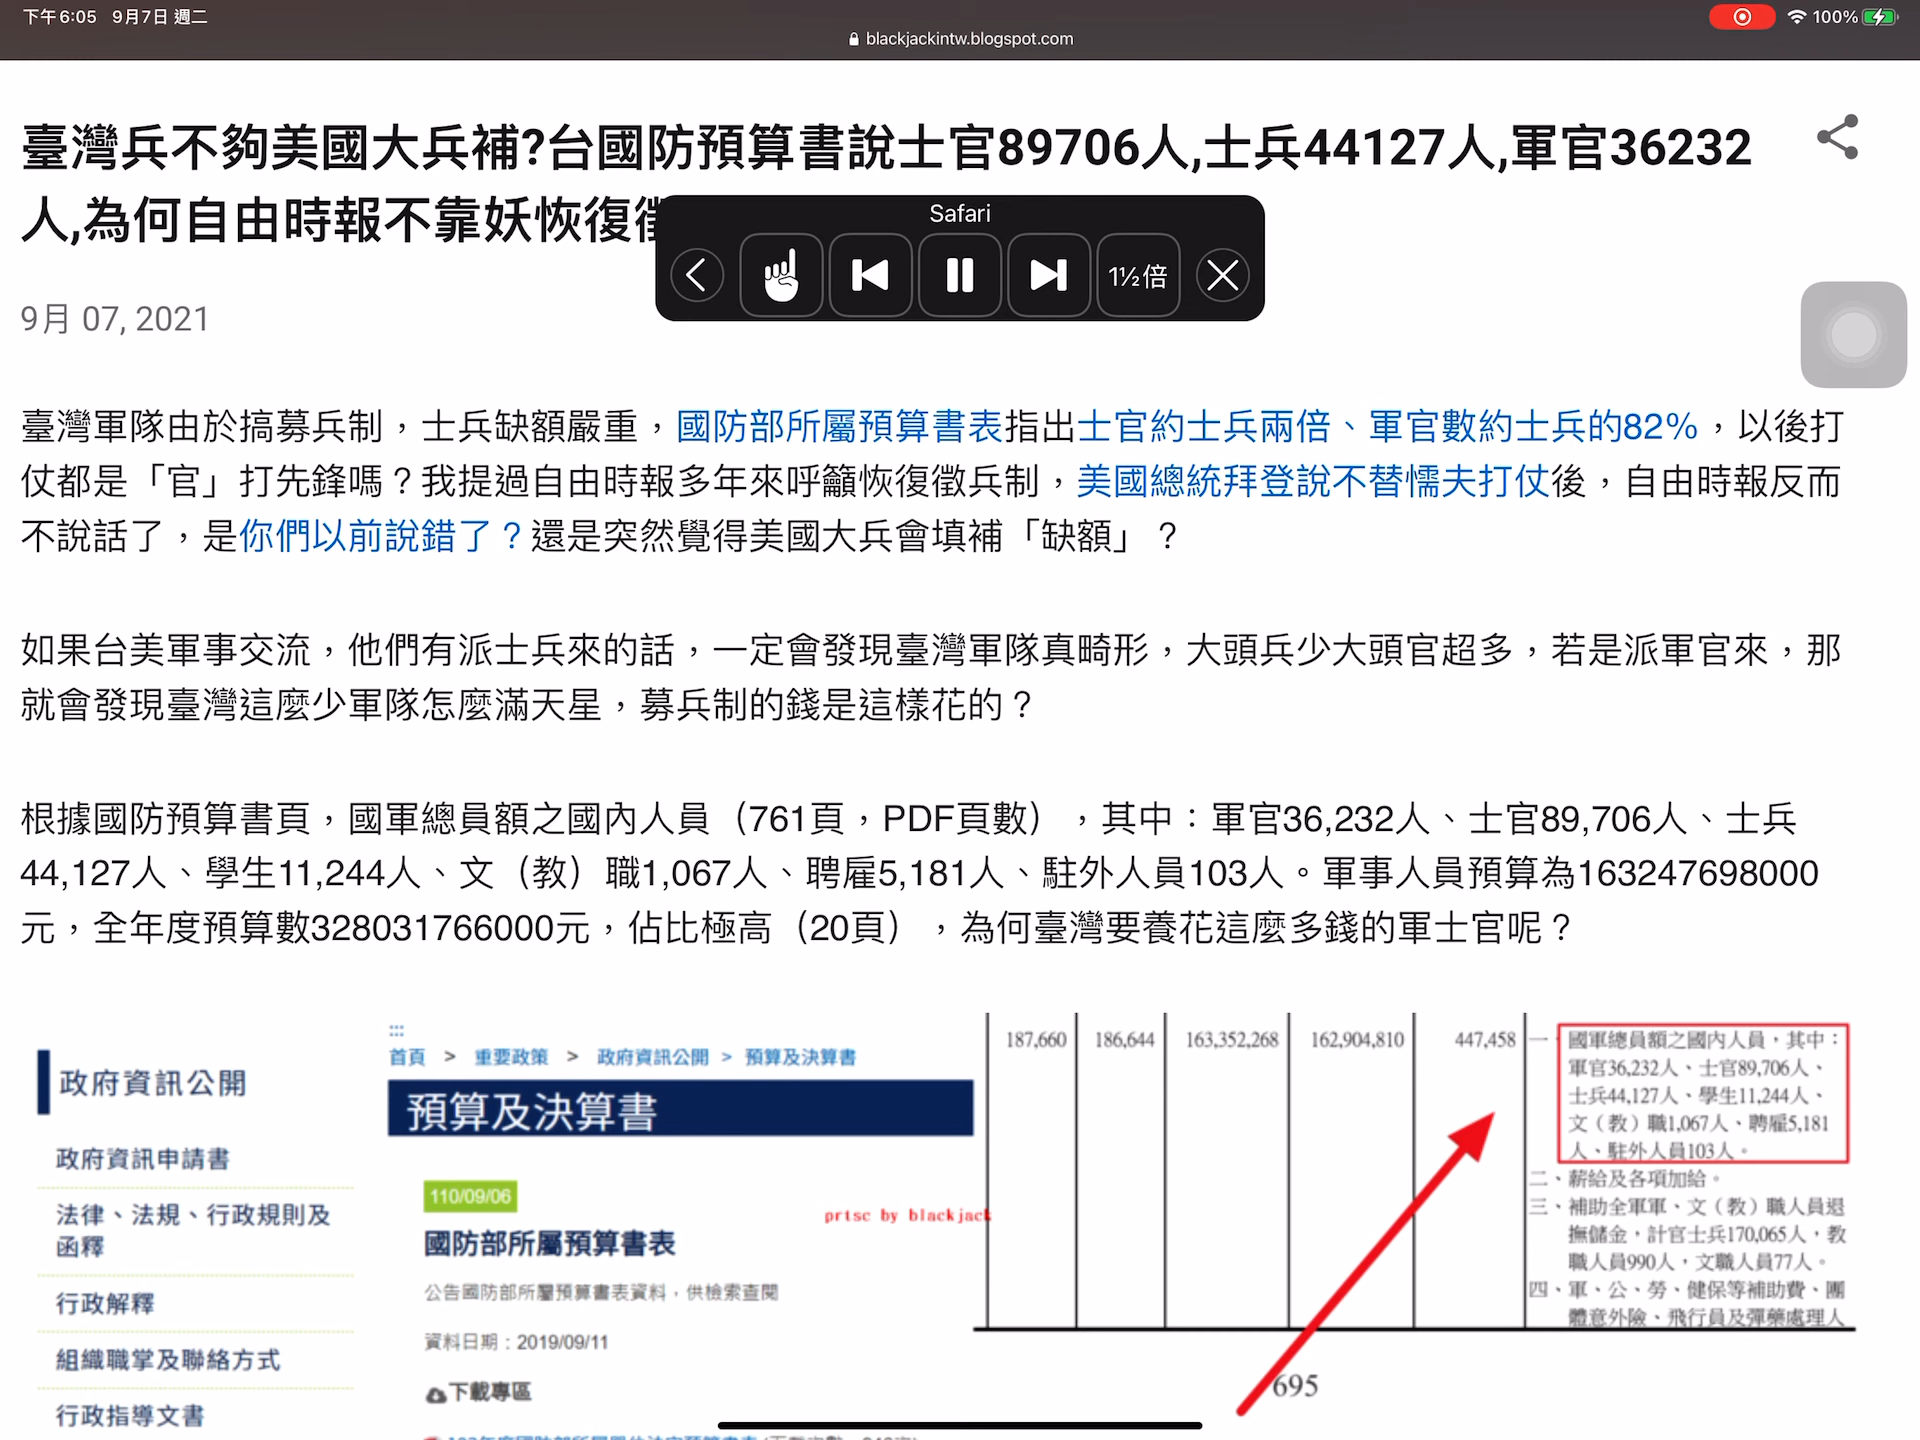 下午6:05 9月7日 週二
100%
blackjackintw.blogspot.com
臺灣兵不夠美國大兵補?台國防預算書說士官89706人,士兵44127人,軍官36232
人,為何自由時報不靠妖恢復徵
Safari
1½倍
9月 07, 2021
臺灣軍隊由於搞募兵制，士兵缺額嚴重，國防部所屬預算書表指出士官約士兵兩倍、軍官數約士兵的82%，以後打
仗都是「官」打先鋒嗎？我提過自由時報多年來呼籲恢復徵兵制，美國總統拜登說不替懦夫打仗後，自由時報反而
不說話了，是你們以前說錯了？還是突然覺得美國大兵會填補「缺額」？
如果台美軍事交流，他們有派士兵來的話，一定會發現臺灣軍隊真畸形，大頭兵少大頭官超多，若是派軍官來，那
就會發現臺灣這麼少軍隊怎麼滿天星，募兵制的錢是這樣花的？
根據國防預算書頁，國軍總員額之國內人員（761頁，PDF頁數），其中：軍官36,232人、士官89,706人、士兵
44,127人、學生11,244人、文（教）職1,067人、聘雇5,181人、駐外人員103人。軍事人員預算為163247698000
元，全年度預算數328031766000元，佔比極高（20頁），為何臺灣要養花這麼多錢的軍士官呢？
政府資訊公開
政府資訊申請書
法律、法規、行政規則及
函釋
行政解釋
組織職掌及聯絡方式
行政指導文書
首頁 > 重要政策 > 政府資訊公開 > 預算及決算書
預算及決算書
110/09/06
國防部所屬預算書表
公告國防部所屬預算書表資料，供檢索查閱
資料日期：2019/09/11
下載專區
prtsc by blackjack
187,660 186,644 163,352,268 162,904,810 447,458
一、國軍總員額之國內人員，其中：
軍官36,232人、士官89,706人、
士兵44,127人、學生11,244人、
文（教）職1,067人、聘雇5,181
人、駐外人員103人。
二、薪給及各項加給。
三、補助全軍軍、文（教）職人員退
撫儲金，計官士兵170,065人，教
職人員990人，文職人員77人。
四、軍、公、勞、健保等補助費、團
體意外險、飛行員及彈藥處理人
695